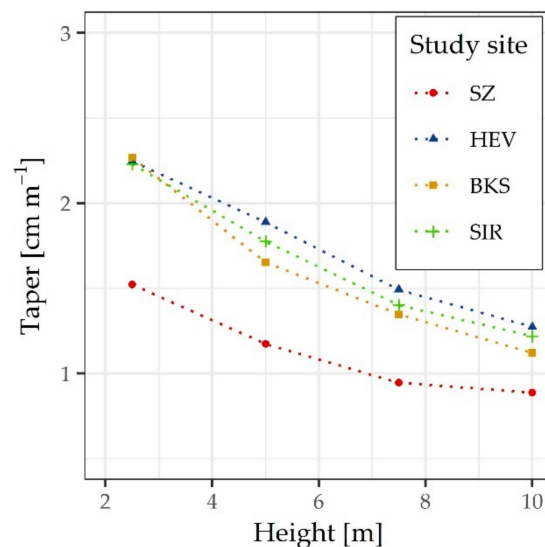 3
2
1
Taper [cm m⁻¹]
2
4
6
8
10
Height [m]
Study site
SZ
HEV
BKS
SIR